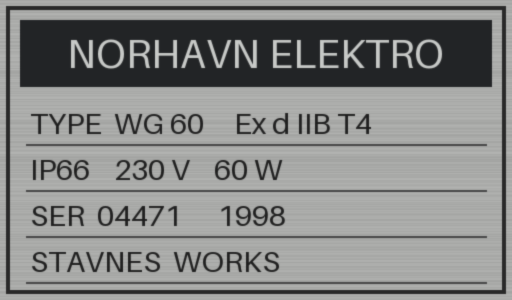 NORHAVN ELEKTRO
TYPE WG 60 Ex d IIB T4
IP66 230 V 60 W
SER 04471 1998
STAVNES WORKS